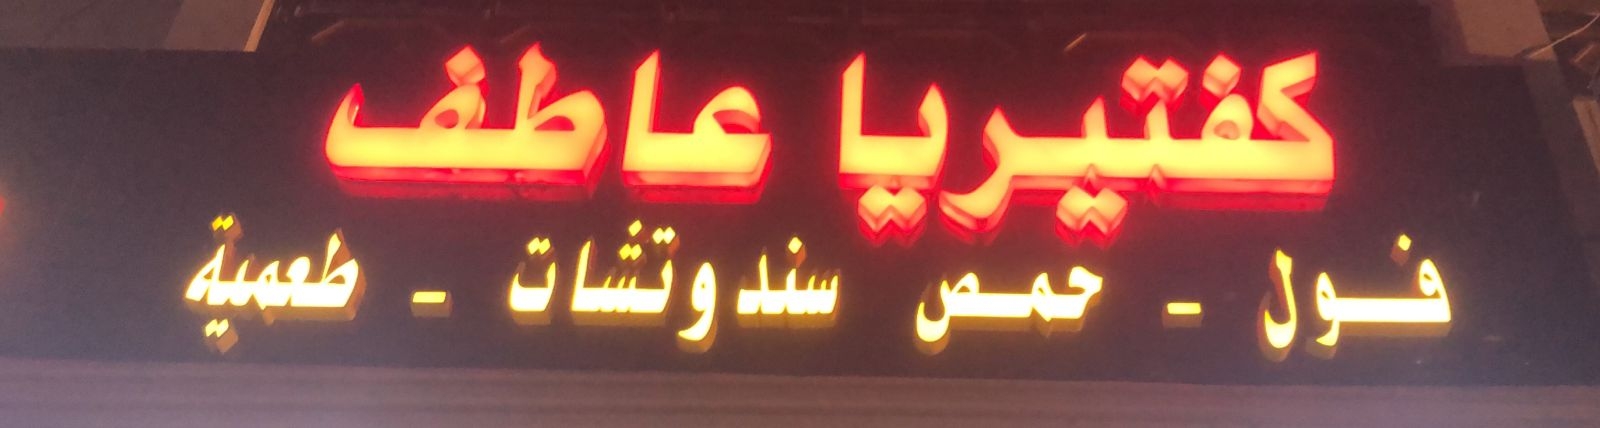 كفتيريا عاطف
فول - حمص سندوتشات - طعمية